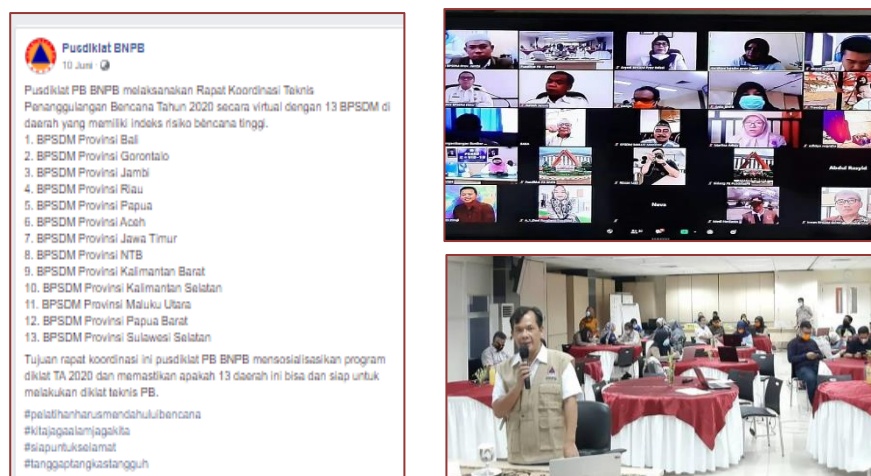 Pusdiklat BNPB
10 Juni
Pusdiklat PB BNPB melaksanakan Rapat Koordinasi Teknis
Penanggulangan Bencana Tahun 2020 secara virtual dengan 13 BPSDM di
daerah yang memiliki indeks risiko bencana tinggi.
1. BPSDM Provinsi Bali
2. BPSDM Provinsi Gorontalo
3. BPSDM Provinsi Jambi
4. BPSDM Provinsi Riau
5. BPSDM Provinsi Papua
6. BPSDM Provinsi Aceh
7. BPSDM Provinsi Jawa Timur
8. BPSDM Provinsi NTB
9. BPSDM Provinsi Kalimantan Barat
10. BPSDM Provinsi Kalimantan Selatan
11. BPSDM Provinsi Maluku Utara
12. BPSDM Provinsi Papua Barat
13. BPSDM Provinsi Sulawesi Selatan
Tujuan rapat koordinasi ini pusdiklat PB BNPB mensosialisasikan program
diklat TA 2020 dan memastikan apakah 13 daerah ini bisa dan siap untuk
melakukan diklat teknis PB.
#pelatihanharusmendahuluibencana
#kitajagaalamjagakita
#siapuntukselamat
#tanggaptangkastangguh
Abdul Rasyid
Nova